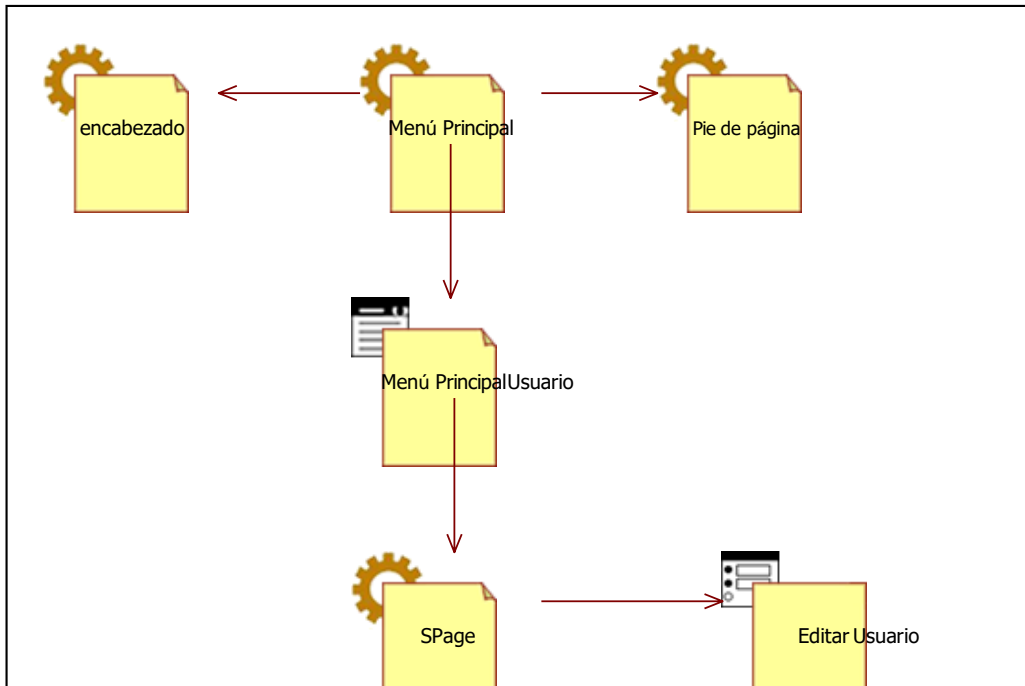 encabezado
Menú Principal
Pie de página
Menú PrincipalUsuario
SPage
Editar Usuario